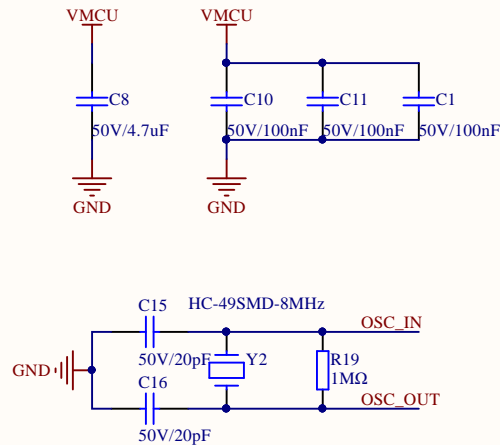 VMCU
VMCU
C8
C10
C11
C1
50V/4.7uF
50V/100nF
50V/100nF
50V/100nF
GND
GND
C15
HC-49SMD-8MHz
OSC_IN
50V/20pF
Y2
R19
GND
1MΩ
C16
OSC_OUT
50V/20pF